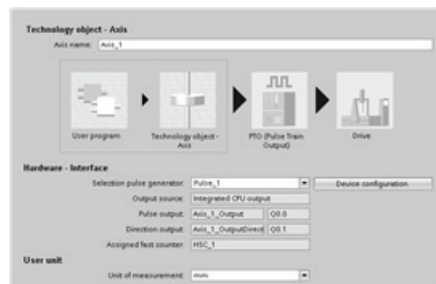 Technology object - Axis
Axis name: Axis_1
User program
Technology object - Axis
PTO (Pulse Train Output)
Drive
Hardware - Interface
Selection pulse generator: Pulse_1
Device configuration
Output source: Integrated CPU output
Pulse output: Axis_1_Output Q0.0
Direction output: Axis_1_OutputDirect Q0.1
Assigned fast counter: HSC_1
User unit
Unit of measurement: mm